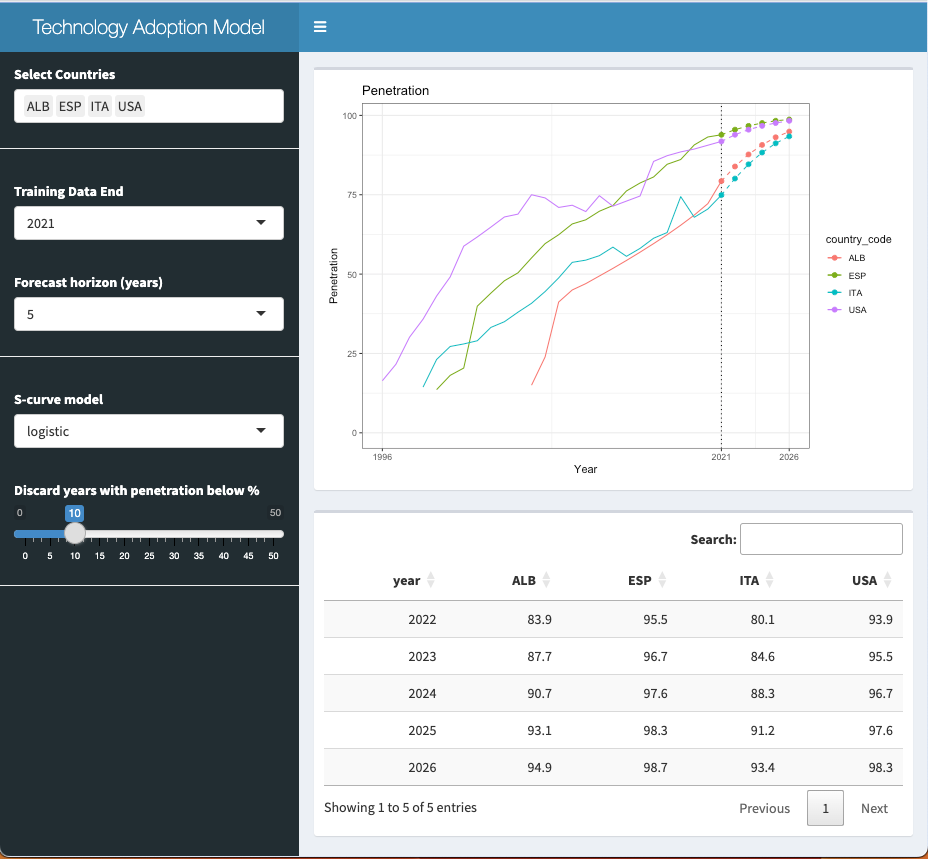 Technology Adoption Model
Select Countries
ALB ESP ITA USA
Training Data End
2021
Forecast horizon (years)
5
S-curve model
logistic
Discard years with penetration below %
0 10 50
0 5 10 15 20 25 30 35 40 45 50
Penetration
100
75
50
25
0
Penetration
1996 2021 2026
Year
country_code
ALB
ESP
ITA
USA
Search:
year ALB ESP ITA USA
2022 83.9 95.5 80.1 93.9
2023 87.7 96.7 84.6 95.5
2024 90.7 97.6 88.3 96.7
2025 93.1 98.3 91.2 97.6
2026 94.9 98.7 93.4 98.3
Showing 1 to 5 of 5 entries
Previous 1 Next